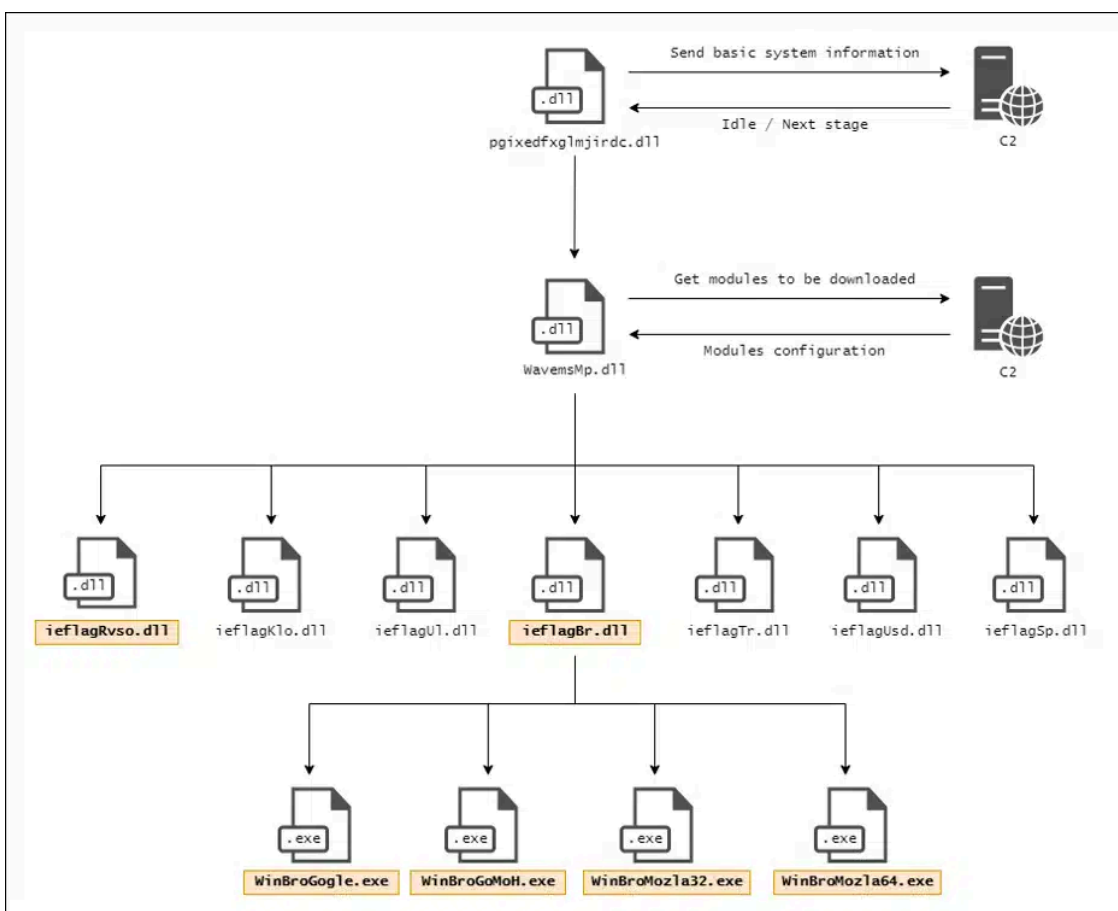 Send basic system information
.dll
Idle / Next stage
pgixedfxglmjirdc.dll
C2
Get modules to be downloaded
.dll
Modules configuration
WavemsMp.dll
C2
.dll
.dll
.dll
.dll
.dll
.dll
.dll
ieflagRvso.dll
ieflagKlo.dll
ieflagUl.dll
ieflagBr.dll
ieflagTr.dll
ieflagUsd.dll
ieflagSp.dll
.exe
.exe
.exe
.exe
WinBroGogle.exe
WinBroGoMoH.exe
WinBroMozla32.exe
WinBroMozla64.exe